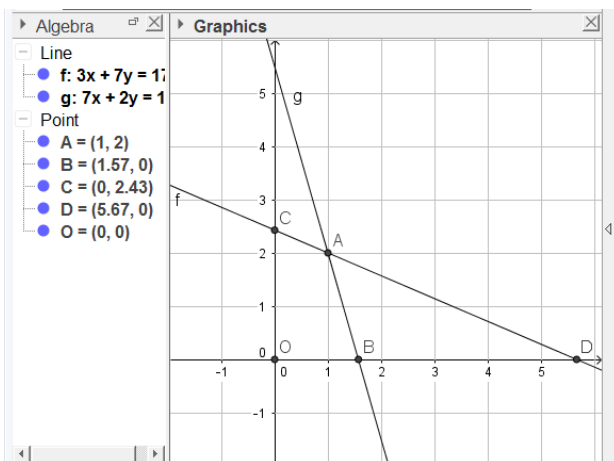 Algebra
Line
f: 3x + 7y = 17
g: 7x + 2y = 1
Point
A = (1, 2)
B = (1.57, 0)
C = (0, 2.43)
D = (5.67, 0)
O = (0, 0)
Graphics
g
5
4
f
3
C
A
2
1
0
O
B
D
-1
0
1
2
3
4
5
-1